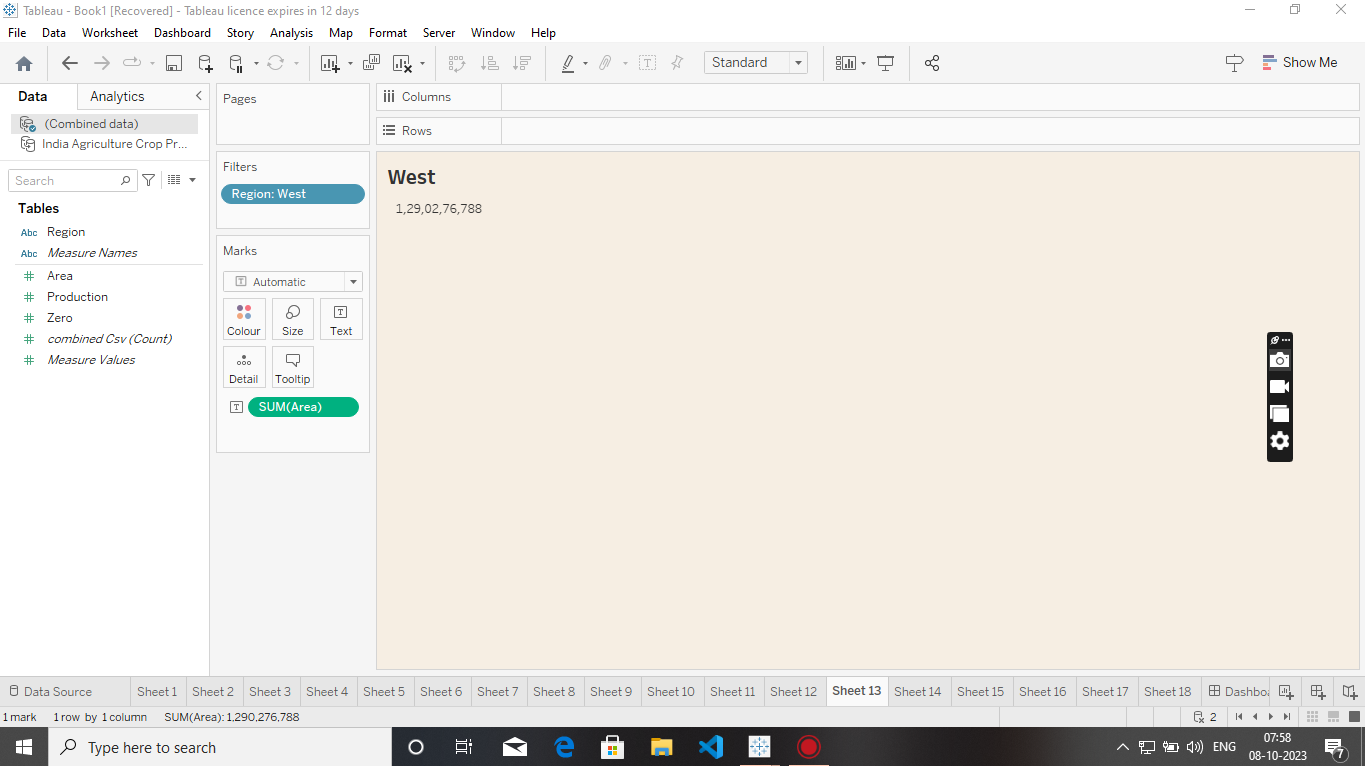 Tableau - Book1 [Recovered] - Tableau licence expires in 12 days
File Data Worksheet Dashboard Story Analysis Map Format Server Window Help
Standard Show Me
Data Analytics
(Combined data)
India Agriculture Crop Pr...
Search
Tables
Abc Region
Abc Measure Names
Area
Production
Zero
combined Csv (Count)
Measure Values
Pages
Filters
Region: West
Marks
T Automatic
Colour Size Text
Detail Tooltip
T SUM(Area)
Columns
Rows
West
1,29,02,76,788
Data Source Sheet 1 Sheet 2 Sheet 3 Sheet 4 Sheet 5 Sheet 6 Sheet 7 Sheet 8 Sheet 9 Sheet 10 Sheet 11 Sheet 12 Sheet 13 Sheet 14 Sheet 15 Sheet 16 Sheet 17 Sheet 18 Dashboa
1 mark 1 row by 1 column SUM(Area): 1,290,276,788 2
Type here to search
ENG
07:58
08-10-2023
7